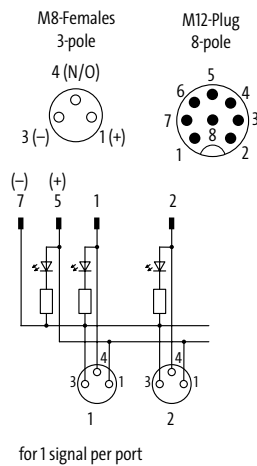 M8-Females M12-Plug
3-pole 8-pole
4 (N/O) 5
6 4
3 (–) 1 (+) 7 8 3
1 2
(–) (+)
7 5 1 2
4 4
3 1 3 1
1 2
for 1 signal per port